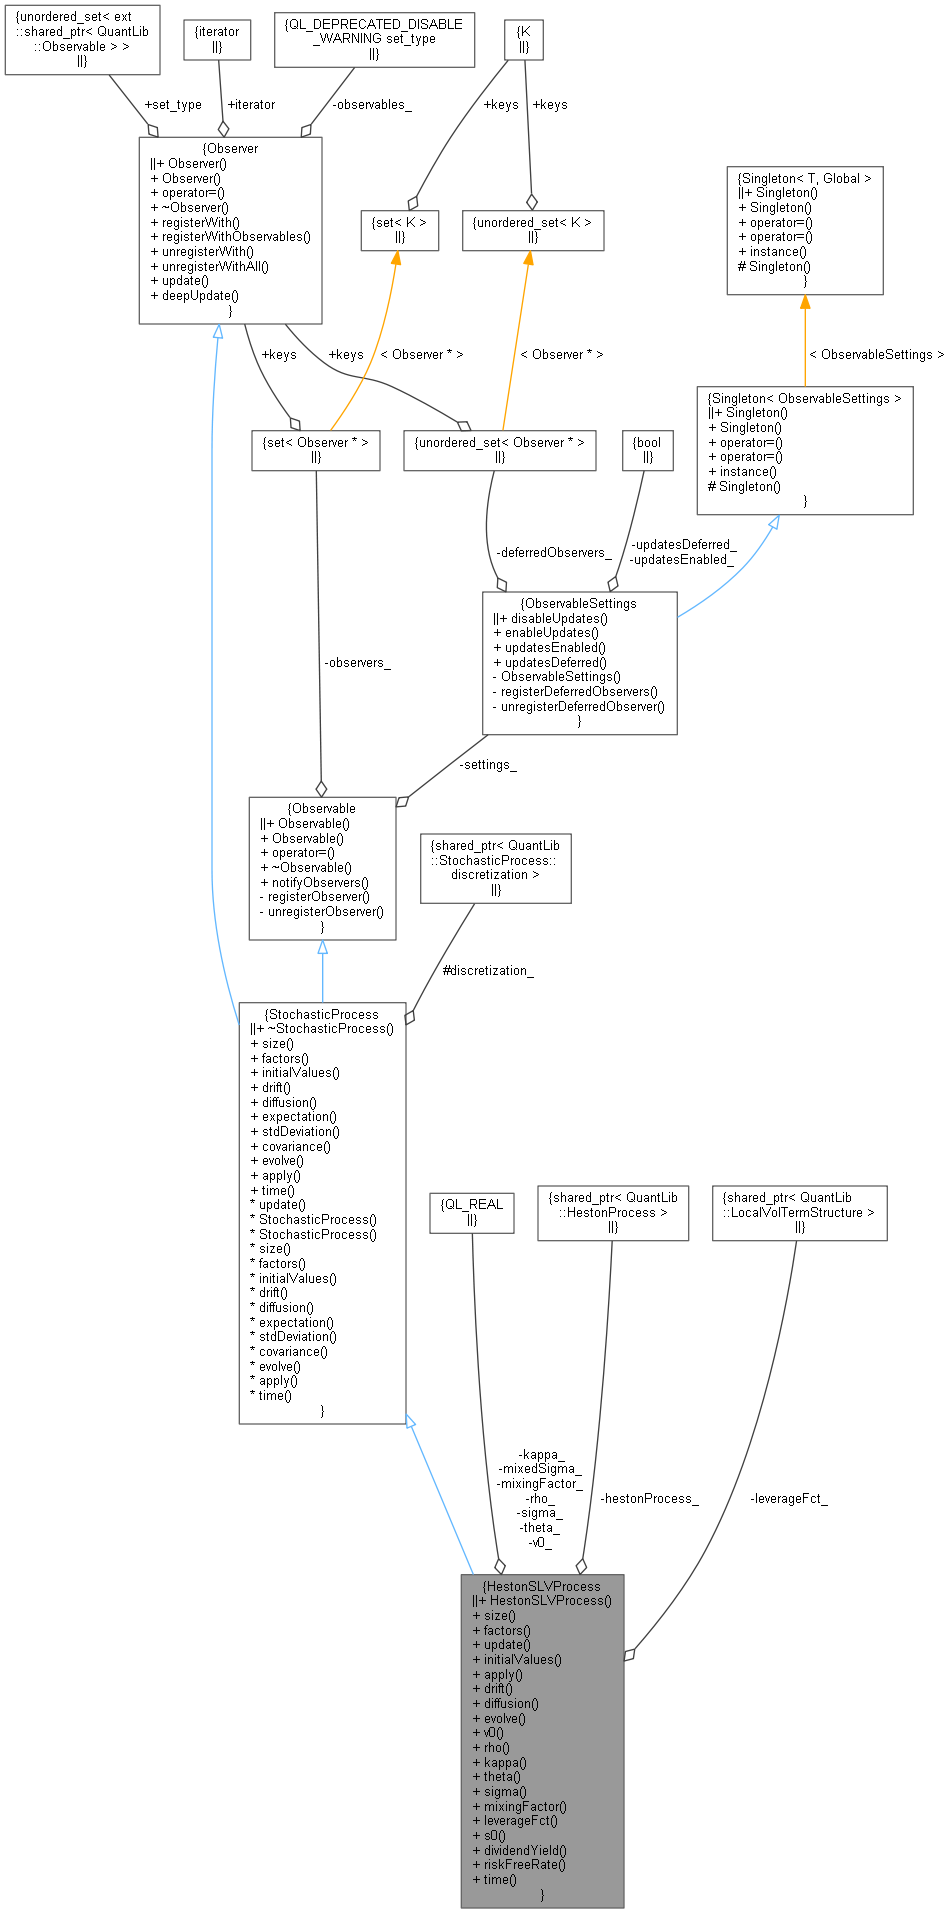 {unordered_set< ext
::shared_ptr< QuantLib
::Observable > >
||}
{iterator
||}
{QL_DEPRECATED_DISABLE
_WARNING set_type
||}
{K
||}
+set_type
+iterator
-observables_
+keys
+keys
{Observer
||+ Observer()
+ Observer()
+ operator=()
+ ~Observer()
+ registerWith()
+ registerWithObservables()
+ unregisterWith()
+ unregisterWithAll()
+ update()
+ deepUpdate()
}
{set< K >
||}
{unordered_set< K >
||}
{Singleton< T, Global >
||+ Singleton()
+ Singleton()
+ operator=()
+ operator=()
+ instance()
# Singleton()
}
+keys
+keys
< Observer * >
< Observer * >
< ObservableSettings >
{set< Observer * >
||}
{unordered_set< Observer * >
||}
{bool
||}
{Singleton< ObservableSettings >
||+ Singleton()
+ Singleton()
+ operator=()
+ operator=()
+ instance()
# Singleton()
}
-deferredObservers_
-updatesDeferred_
-updatesEnabled_
{ObservableSettings
||+ disableUpdates()
+ enableUpdates()
+ updatesEnabled()
+ updatesDeferred()
- ObservableSettings()
- registerDeferredObservers()
- unregisterDeferredObserver()
}
-observers_
-settings_
{Observable
||+ Observable()
+ Observable()
+ operator=()
+ ~Observable()
+ notifyObservers()
- registerObserver()
- unregisterObserver()
}
{shared_ptr< QuantLib
::StochasticProcess::
discretization >
||}
#discretization_
{StochasticProcess
||+ ~StochasticProcess()
+ size()
+ factors()
+ initialValues()
+ drift()
+ diffusion()
+ expectation()
+ stdDeviation()
+ covariance()
+ evolve()
+ apply()
+ time()
* update()
* StochasticProcess()
* StochasticProcess()
* size()
* factors()
* initialValues()
* drift()
* diffusion()
* expectation()
* stdDeviation()
* covariance()
* evolve()
* apply()
* time()
}
{QL_REAL
||}
{shared_ptr< QuantLib
::HestonProcess >
||}
{shared_ptr< QuantLib
::LocalVolTermStructure >
||}
-kappa_
-mixedSigma_
-mixingFactor_
-rho_
-sigma_
-theta_
-v0_
-hestonProcess_
-leverageFct_
{HestonSLVProcess
||+ HestonSLVProcess()
+ size()
+ factors()
+ update()
+ initialValues()
+ apply()
+ drift()
+ diffusion()
+ evolve()
+ v0()
+ rho()
+ kappa()
+ theta()
+ sigma()
+ mixingFactor()
+ leverageFct()
+ s0()
+ dividendYield()
+ riskFreeRate()
+ time()
}